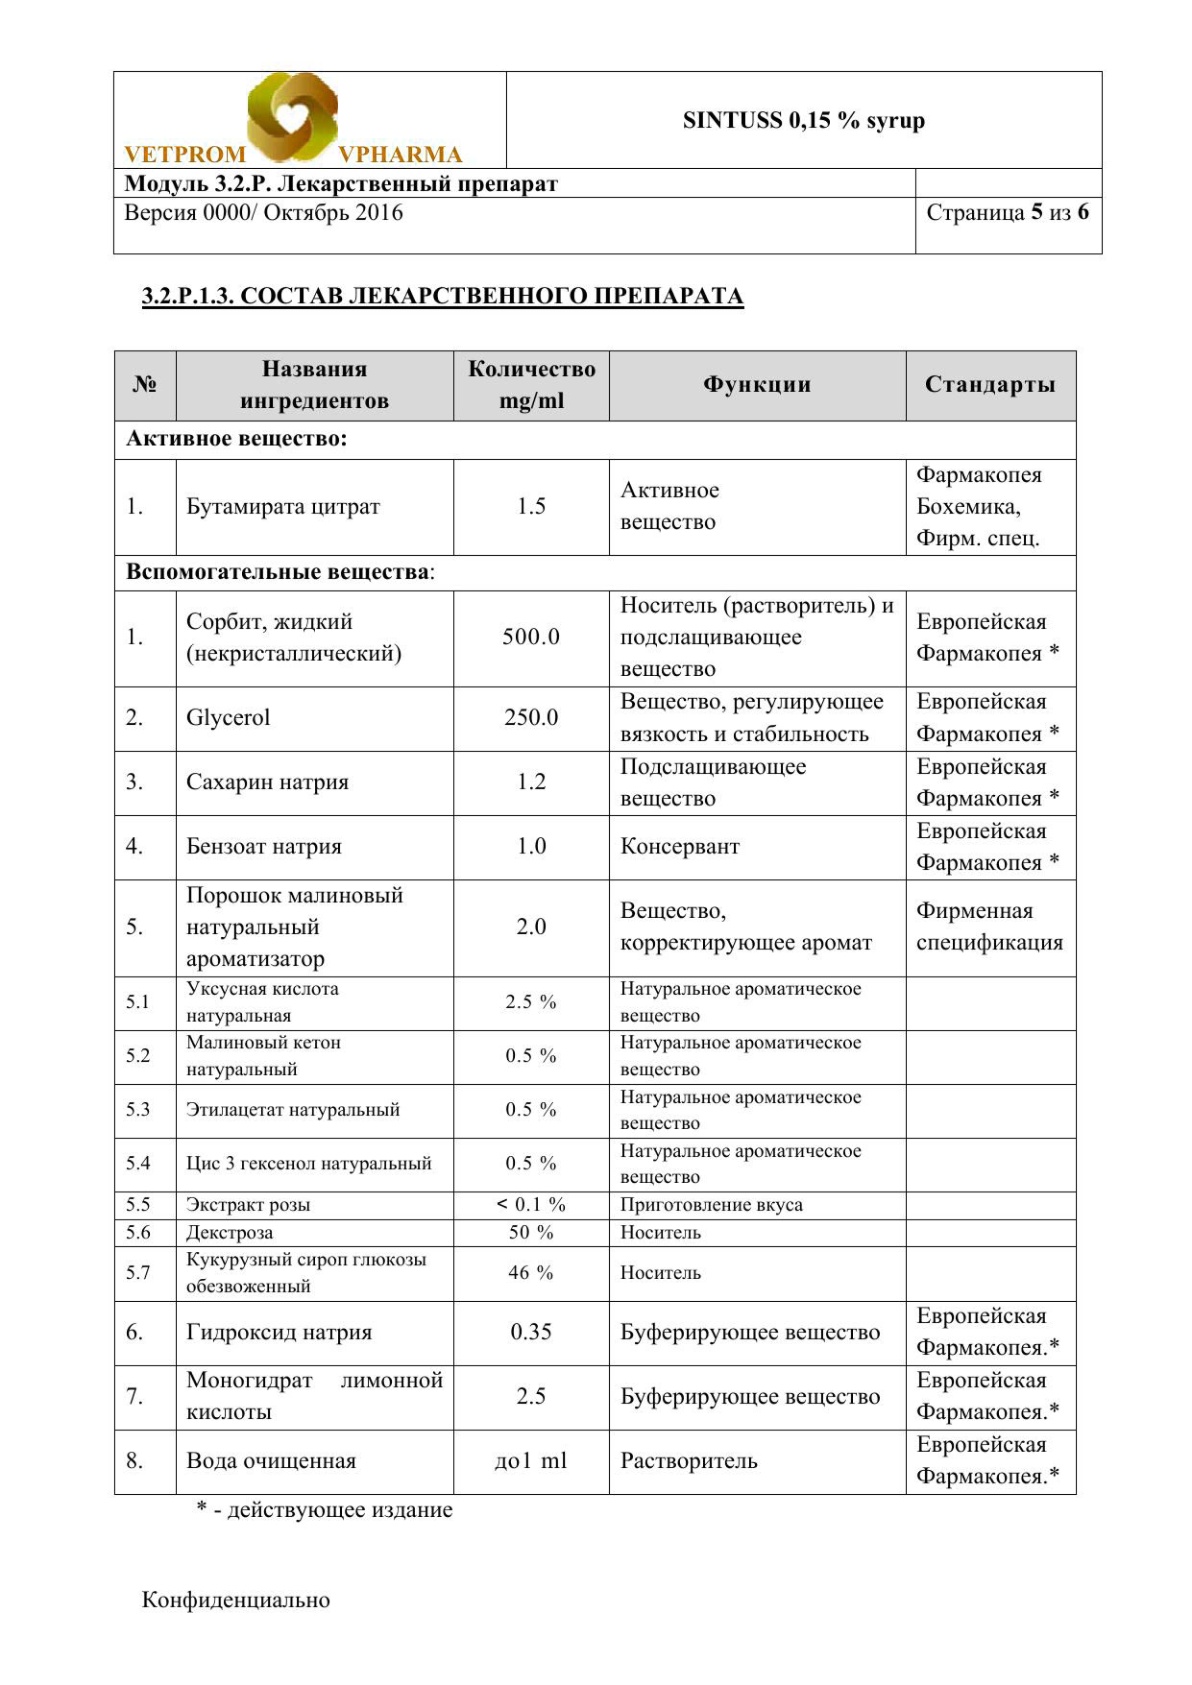 VETPROM VPHARMA
SINTUSS 0,15 % syrup
Модуль 3.2.P. Лекарственный препарат
Версия 0000/ Октябрь 2016
Страница 5 из 6
3.2.P.1.3. СОСТАВ ЛЕКАРСТВЕННОГО ПРЕПАРАТА
№
Названия
ингредиентов
Количество
mg/ml
Функции
Стандарты
Активное вещество:
1.
Бутамирата цитрат
1.5
Активное
вещество
Фармакопея
Бохемика,
Фирм. спец.
Вспомогательные вещества:
1.
Сорбит, жидкий
(некристаллический)
500.0
Носитель (растворитель) и
подслащивающее
вещество
Европейская
Фармакопея *
2.
Glycerol
250.0
Вещество, регулирующее
вязкость и стабильность
Европейская
Фармакопея *
3.
Сахарин натрия
1.2
Подслащивающее
вещество
Европейская
Фармакопея *
4.
Бензоат натрия
1.0
Консервант
Европейская
Фармакопея *
5.
Порошок малиновый
натуральный
ароматизатор
2.0
Вещество,
корректирующее аромат
Фирменная
спецификация
5.1
Уксусная кислота
натуральная
2.5 %
Натуральное ароматическое
вещество
5.2
Малиновый кетон
натуральный
0.5 %
Натуральное ароматическое
вещество
5.3
Этилацетат натуральный
0.5 %
Натуральное ароматическое
вещество
5.4
Цис 3 гексенол натуральный
0.5 %
Натуральное ароматическое
вещество
5.5
Экстракт розы
< 0.1 %
Приготовление вкуса
5.6
Декстроза
50 %
Носитель
5.7
Кукурузный сироп глюкозы
обезвоженный
46 %
Носитель
6.
Гидроксид натрия
0.35
Буферирующее вещество
Европейская
Фармакопея.*
7.
Моногидрат лимонной
кислоты
2.5
Буферирующее вещество
Европейская
Фармакопея.*
8.
Вода очищенная
до1 ml
Растворитель
Европейская
Фармакопея.*
* - действующее издание
Конфиденциально